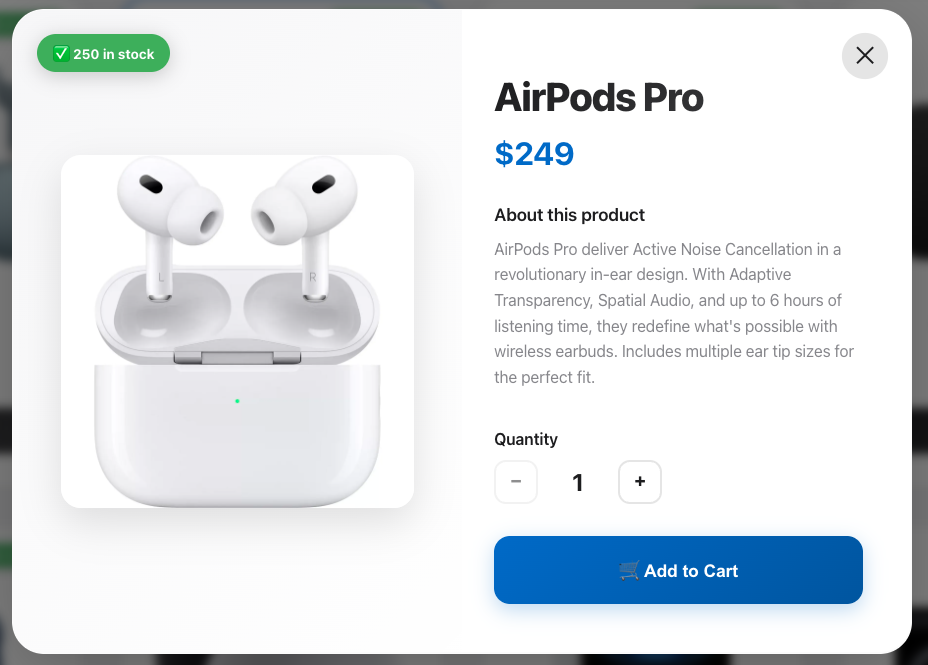 ✅ 250 in stock
AirPods Pro
$249
About this product
AirPods Pro deliver Active Noise Cancellation in a
revolutionary in-ear design. With Adaptive
Transparency, Spatial Audio, and up to 6 hours of
listening time, they redefine what's possible with
wireless earbuds. Includes multiple ear tip sizes for
the perfect fit.
L
R
Quantity
− 1 +
🛒 Add to Cart